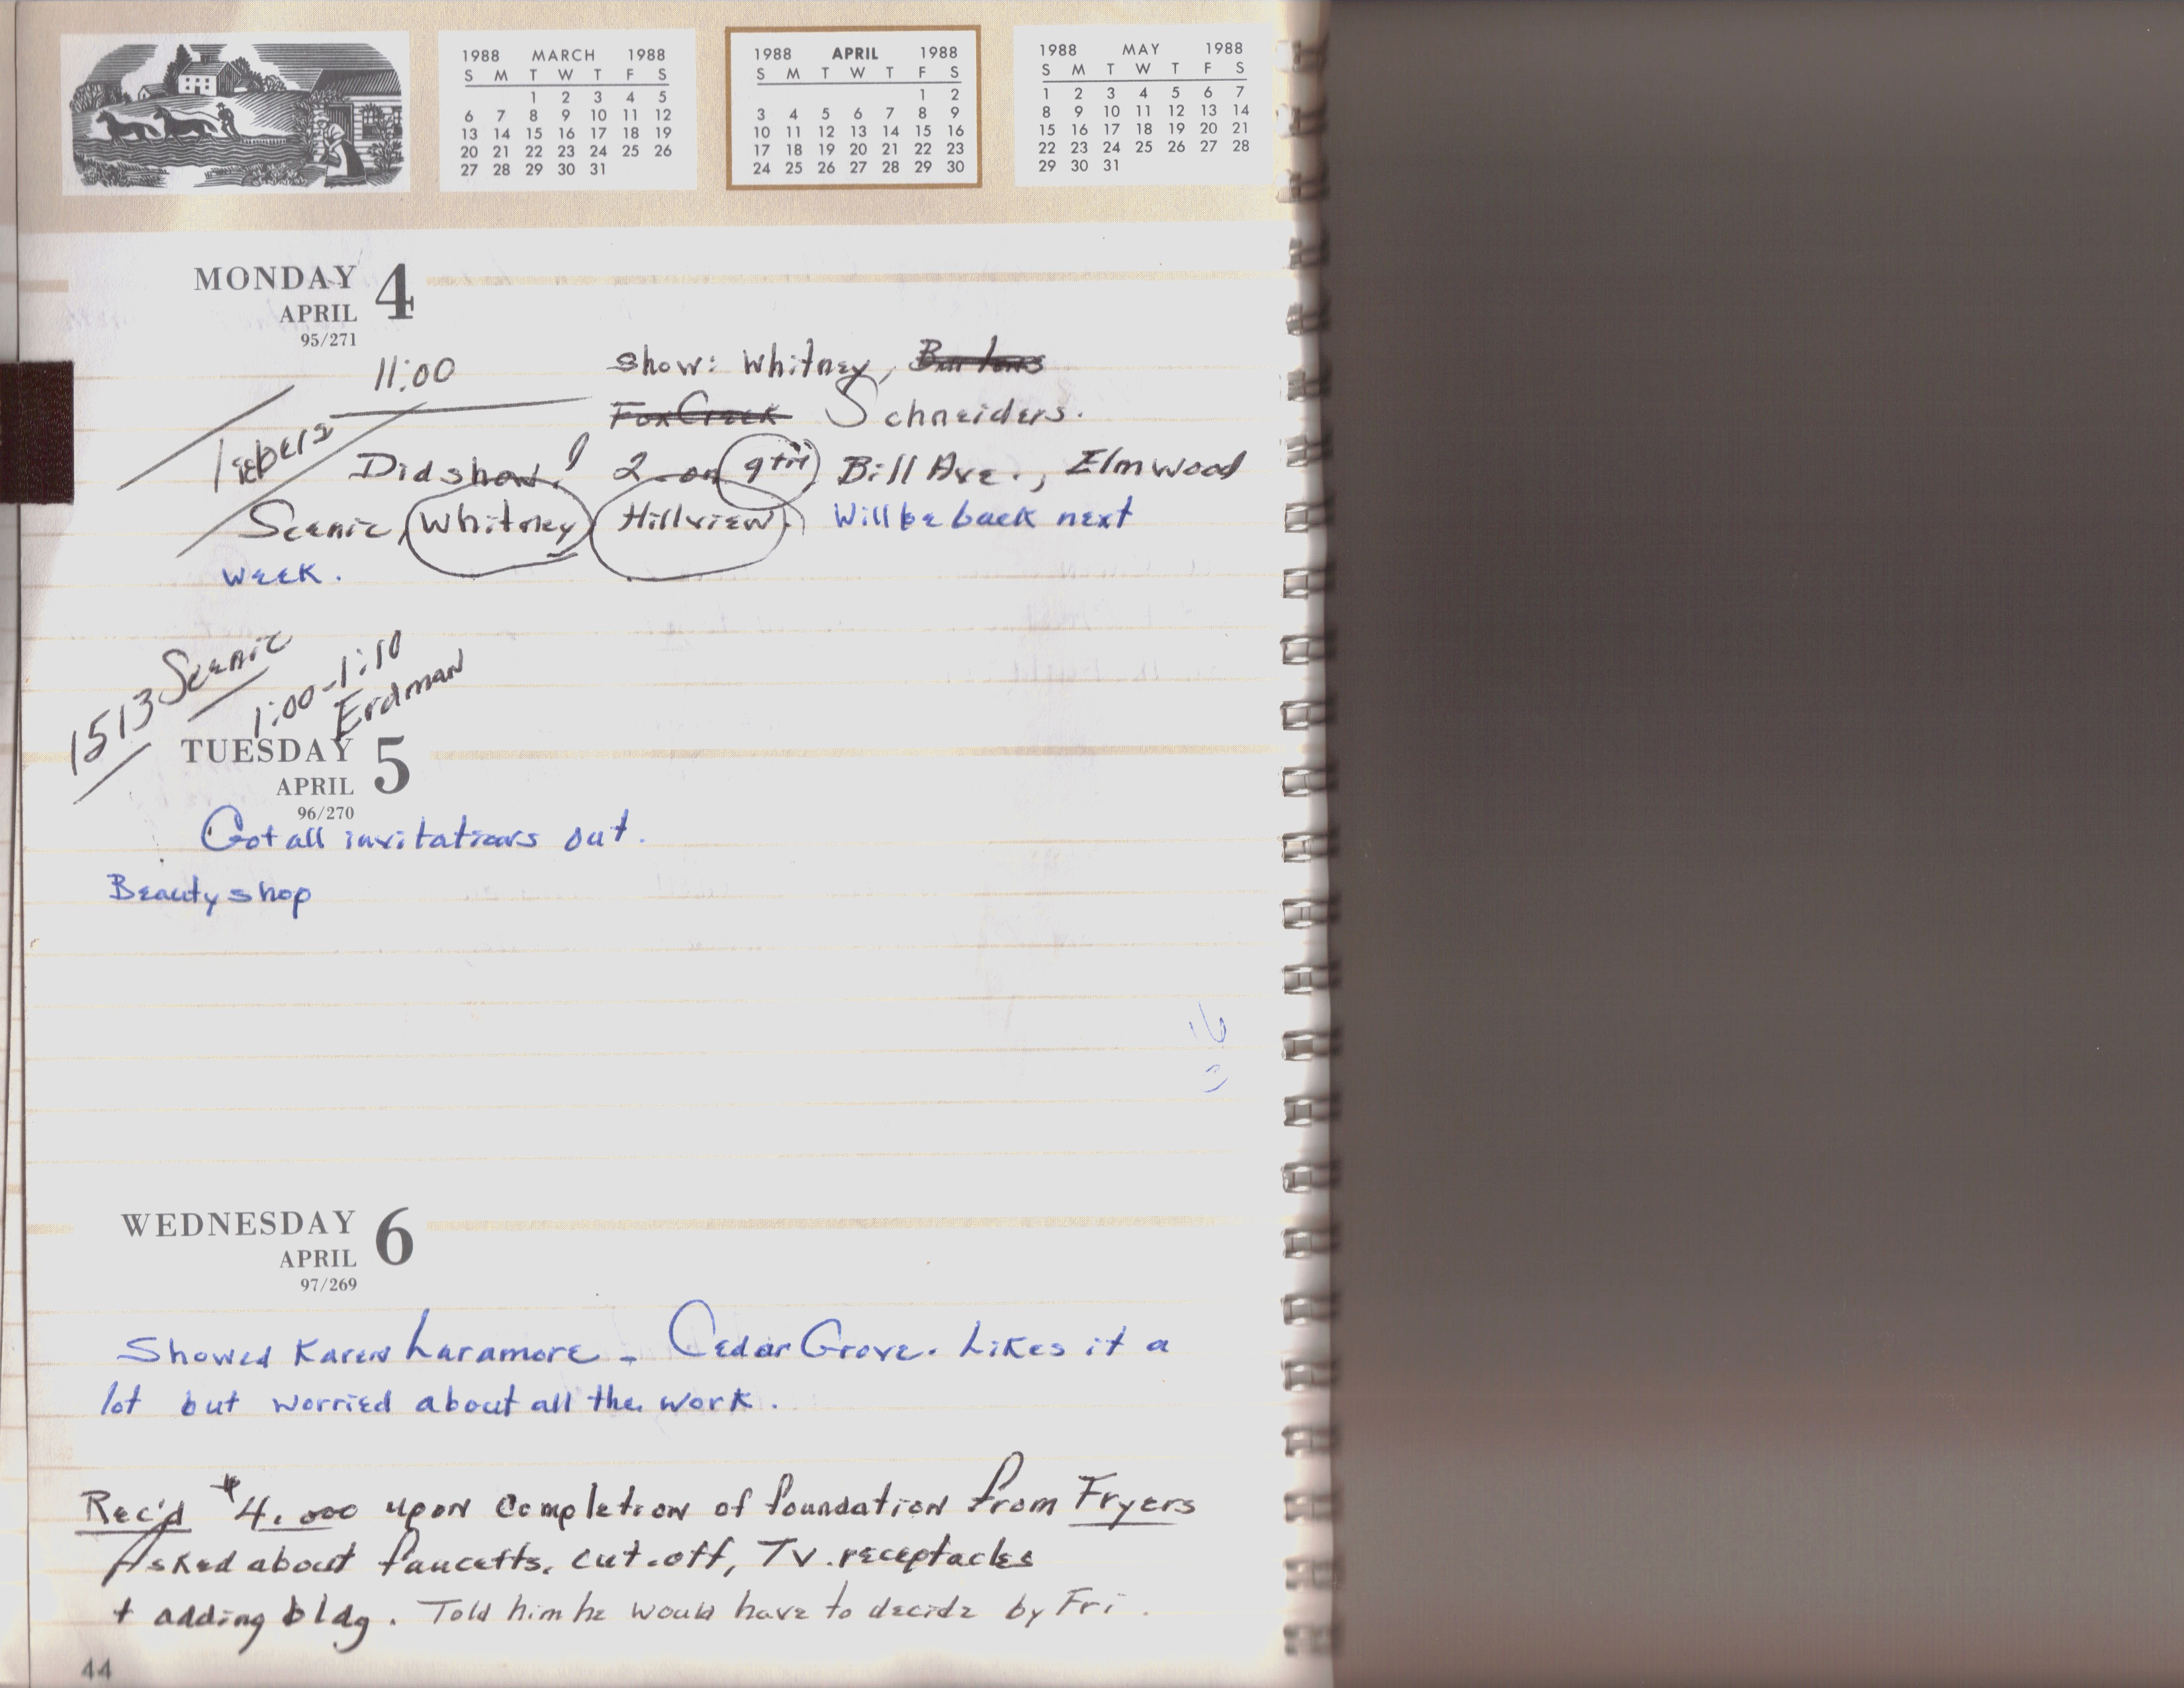 1988 MARCH 1988
S M T W T F S
1 2 3 4 5
6 7 8 9 10 11 12
13 14 15 16 17 18 19
20 21 22 23 24 25 26
27 28 29 30 31
1988 APRIL 1988
S M T W T F S
1 2
3 4 5 6 7 8 9
10 11 12 13 14 15 16
17 18 19 20 21 22 23
24 25 26 27 28 29 30
1988 MAY 1988
S M T W T F S
1 2 3 4 5 6 7
8 9 10 11 12 13 14
15 16 17 18 19 20 21
22 23 24 25 26 27 28
29 30 31
MONDAY 4
APRIL
95/271
11:00 show: Whitney,
Fox Creek Schneiders.
Did show! 2 on 9th, Bill Ave., Elmwood
Scenic, Whitney, Hillview. Will be back next
week.
1513 Scenic
1:00-1:10
Erdman
TUESDAY 5
APRIL
96/270
Got all invitations out.
Beauty shop
WEDNESDAY 6
APRIL
97/269
Showed Karen Laramore - Cedar Grove. Likes it a
lot but worried about all the work.
Rec'd $4,000 upon completion of foundation from Fryers
Asked about faucetts, cut-off, TV receptacles
+ adding bldg. Told him he would have to decide by Fri.
44